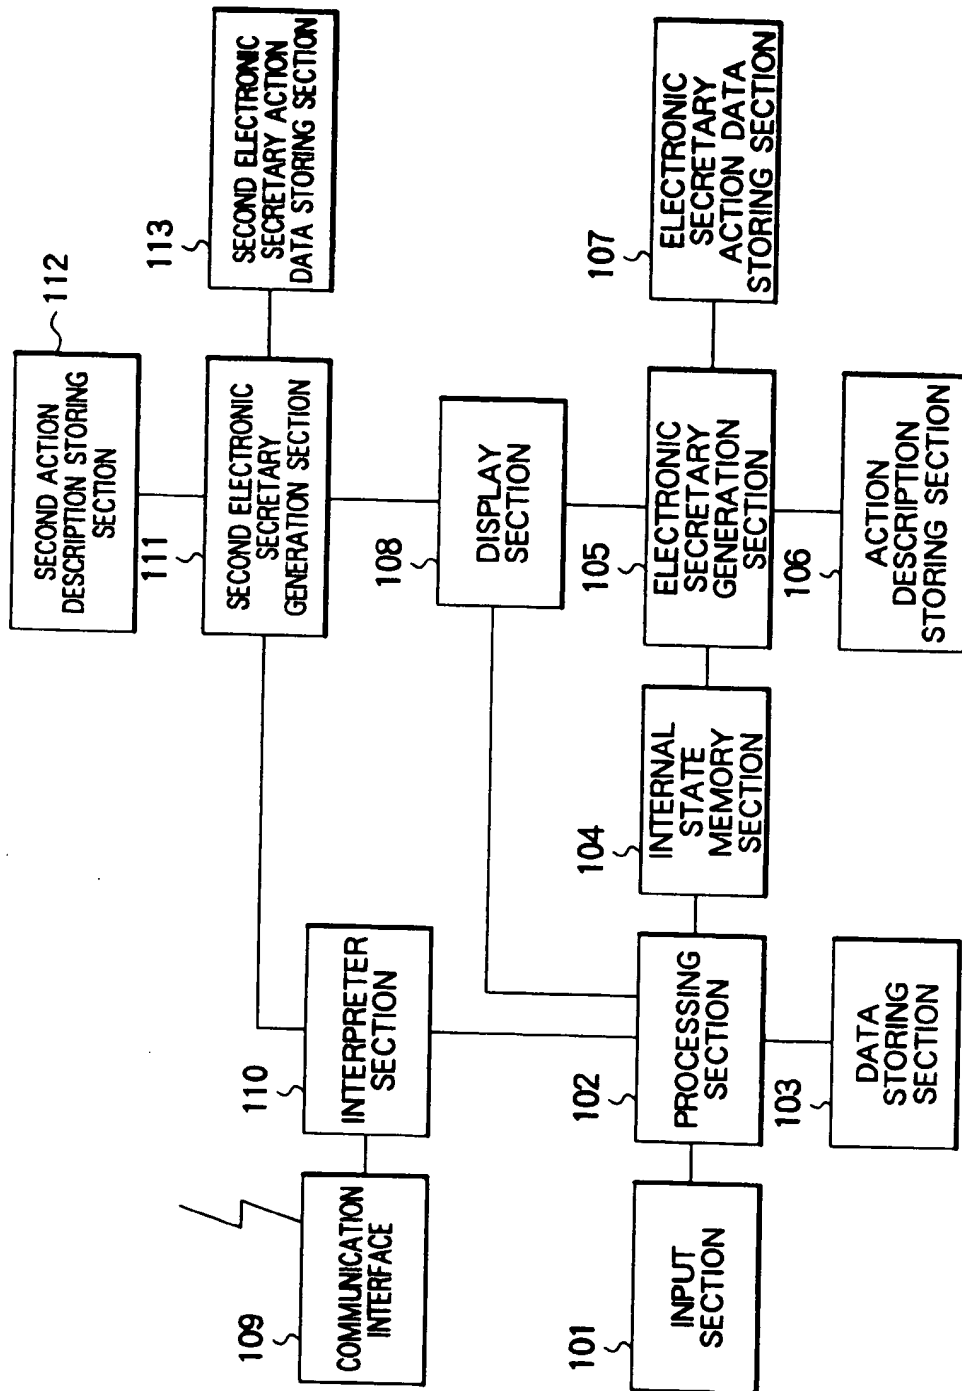 SECOND ACTION
DESCRIPTION STORING
SECTION
112
SECOND ELECTRONIC
SECRETARY
GENERATION SECTION
111
SECOND ELECTRONIC
SECRETARY ACTION
DATA STORING SECTION
113
COMMUNICATION
INTERFACE
109
INTERPRETER
SECTION
110
DISPLAY
SECTION
108
INPUT
SECTION
101
PROCESSING
SECTION
102
INTERNAL
STATE
MEMORY
SECTION
104
ELECTRONIC
SECRETARY
GENERATION
SECTION
105
ELECTRONIC
SECRETARY
ACTION DATA
STORING SECTION
107
DATA
STORING
SECTION
103
ACTION
DESCRIPTION
STORING SECTION
106